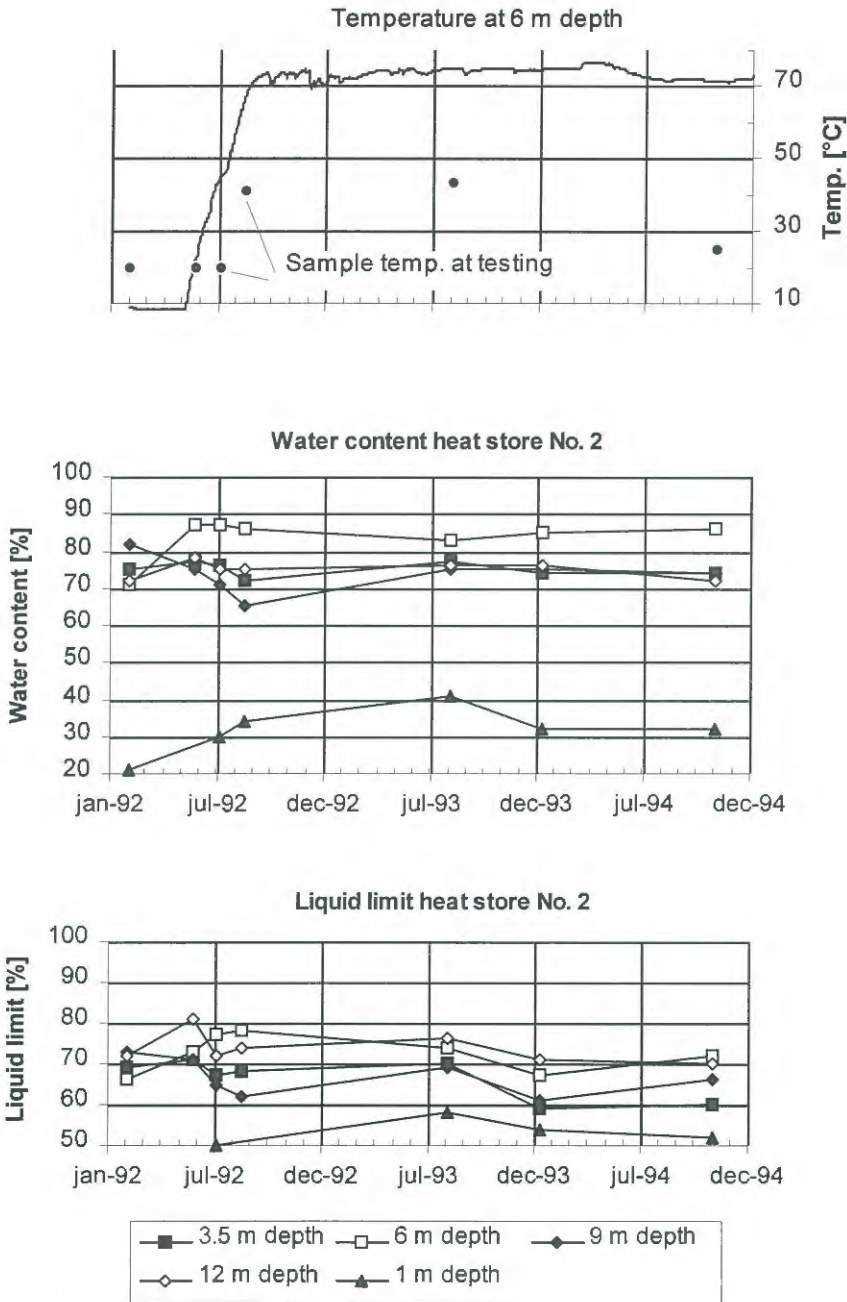 Temperature at 6 m depth
70
50
30
10
Temp. [°C]
Sample temp. at testing
Water content heat store No. 2
Water content [%]
100
90
80
70
60
50
40
30
20
jan-92 jul-92 dec-92 jul-93 dec-93 jul-94 dec-94
Liquid limit heat store No. 2
Liquid limit [%]
100
90
80
70
60
50
jan-92 jul-92 dec-92 jul-93 dec-93 jul-94 dec-94
3.5 m depth 6 m depth 9 m depth
12 m depth 1 m depth